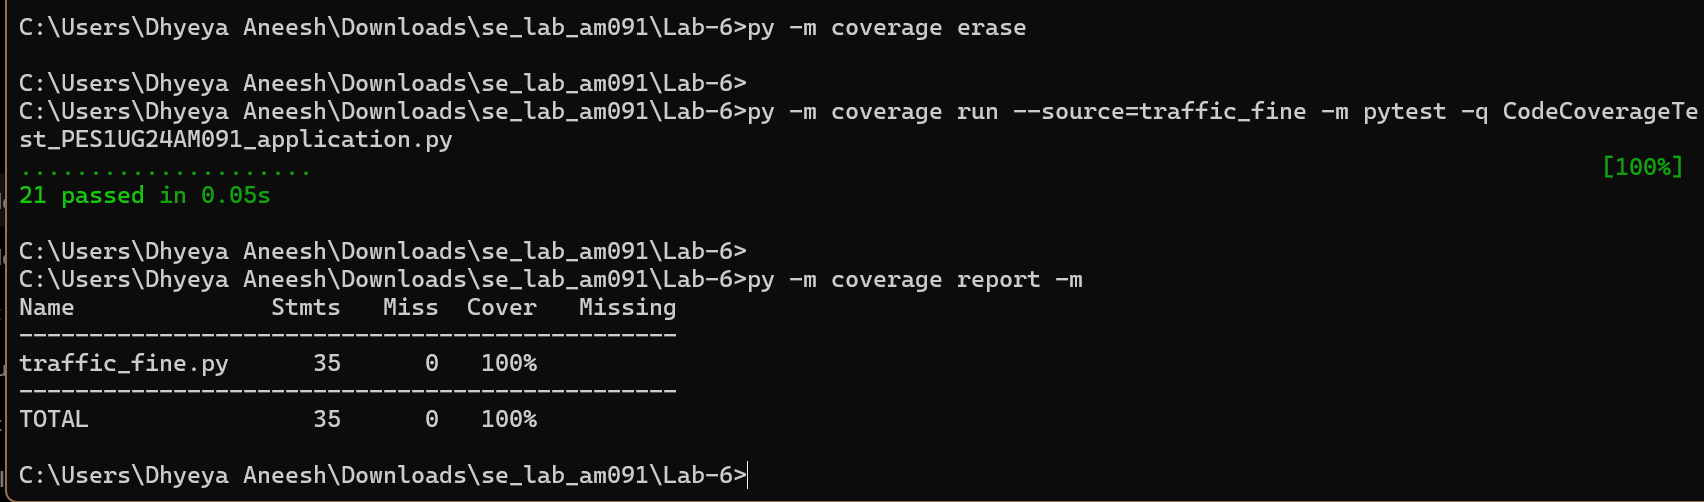 C:\Users\Dhyeya Aneesh\Downloads\se_lab_am091\Lab-6>py -m coverage erase
C:\Users\Dhyeya Aneesh\Downloads\se_lab_am091\Lab-6>
C:\Users\Dhyeya Aneesh\Downloads\se_lab_am091\Lab-6>py -m coverage run --source=traffic_fine -m pytest -q CodeCoverageTe
st_PES1UG24AM091_application.py
..................... [100%]
21 passed in 0.05s
C:\Users\Dhyeya Aneesh\Downloads\se_lab_am091\Lab-6>
C:\Users\Dhyeya Aneesh\Downloads\se_lab_am091\Lab-6>py -m coverage report -m
Name Stmts Miss Cover Missing
-----------------------------------------------
traffic_fine.py 35 0 100%
-----------------------------------------------
TOTAL 35 0 100%
C:\Users\Dhyeya Aneesh\Downloads\se_lab_am091\Lab-6>